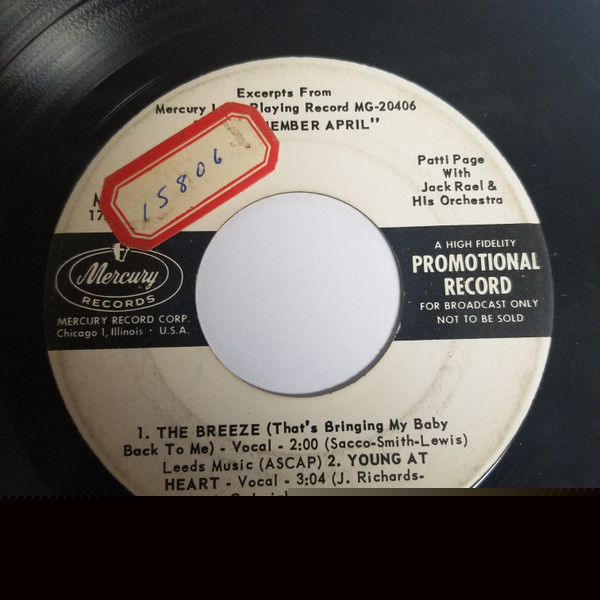 Excerpts From
Mercury Playing Record MG-20406
EMBER APRIL"
15806
Patti Page
With
Jack Rael &
His Orchestra
M
17
Mercury
RECORDS
MERCURY RECORD CORP.
Chicago 1, Illinois · U.S.A.
A HIGH FIDELITY
PROMOTIONAL
RECORD
FOR BROADCAST ONLY
NOT TO BE SOLD
1. THE BREEZE (That's Bringing My Baby
Back To Me) - Vocal - 2:00 (Sacco-Smith-Lewis)
Leeds Music (ASCAP) 2. YOUNG AT
HEART - Vocal - 3:04 (J. Richards-